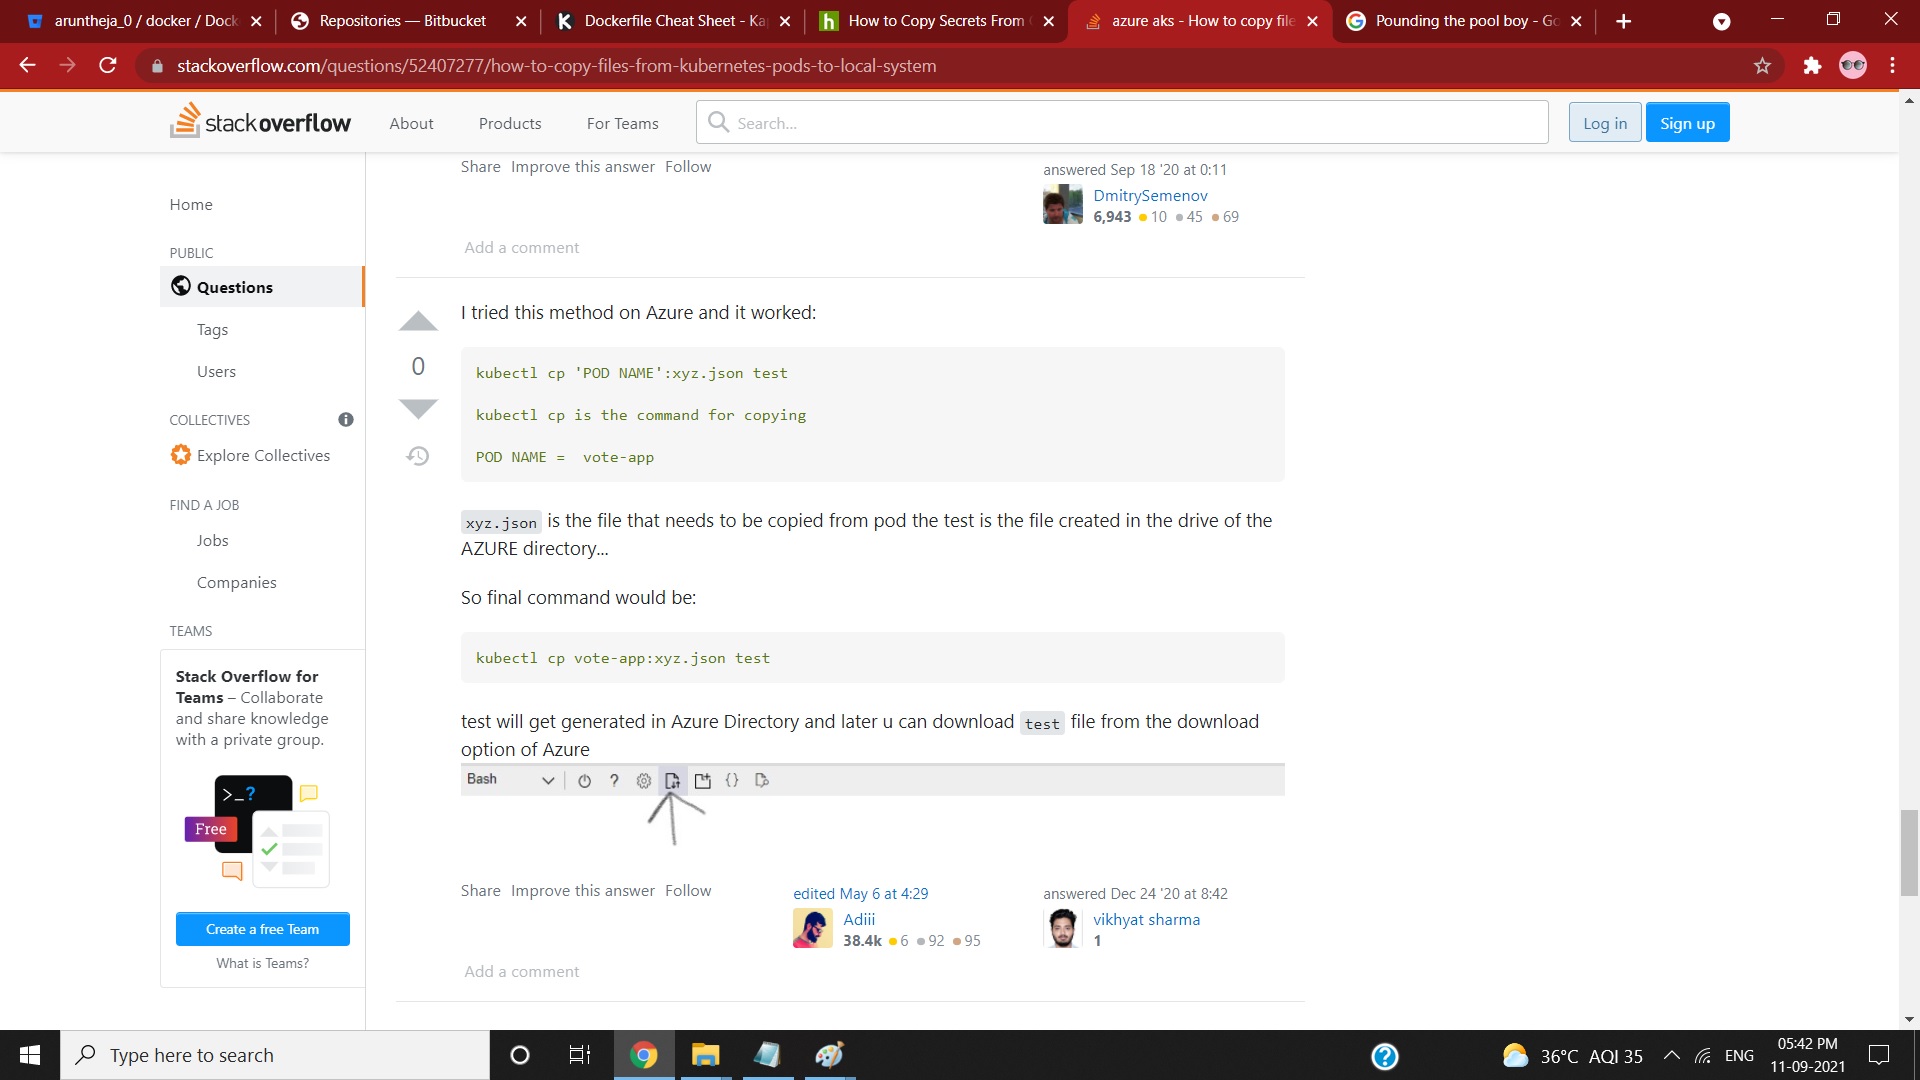 aruntheja_0 / docker / Dock
Repositories — Bitbucket
Dockerfile Cheat Sheet - Ka
How to Copy Secrets From
azure aks - How to copy file
Pounding the pool boy - Go
stackoverflow.com/questions/52407277/how-to-copy-files-from-kubernetes-pods-to-local-system
stackoverflow
About
Products
For Teams
Search...
Log in
Sign up
Home
PUBLIC
Questions
Tags
Users
COLLECTIVES
Explore Collectives
FIND A JOB
Jobs
Companies
TEAMS
Stack Overflow for
Teams – Collaborate
and share knowledge
with a private group.
>_?
Free
Create a free Team
What is Teams?
Share Improve this answer Follow
answered Sep 18 '20 at 0:11
DmitrySemenov
6,943 10 45 69
Add a comment
I tried this method on Azure and it worked:
0
kubectl cp 'POD NAME':xyz.json test
kubectl cp is the command for copying
POD NAME = vote-app
xyz.json is the file that needs to be copied from pod the test is the file created in the drive of the
AZURE directory...
So final command would be:
kubectl cp vote-app:xyz.json test
test will get generated in Azure Directory and later u can download test file from the download
option of Azure
Bash ? {}
Share Improve this answer Follow
edited May 6 at 4:29
Adiii
38.4k 6 92 95
answered Dec 24 '20 at 8:42
vikhyat sharma
1
Add a comment
Type here to search
36°C AQI 35
ENG
05:42 PM
11-09-2021